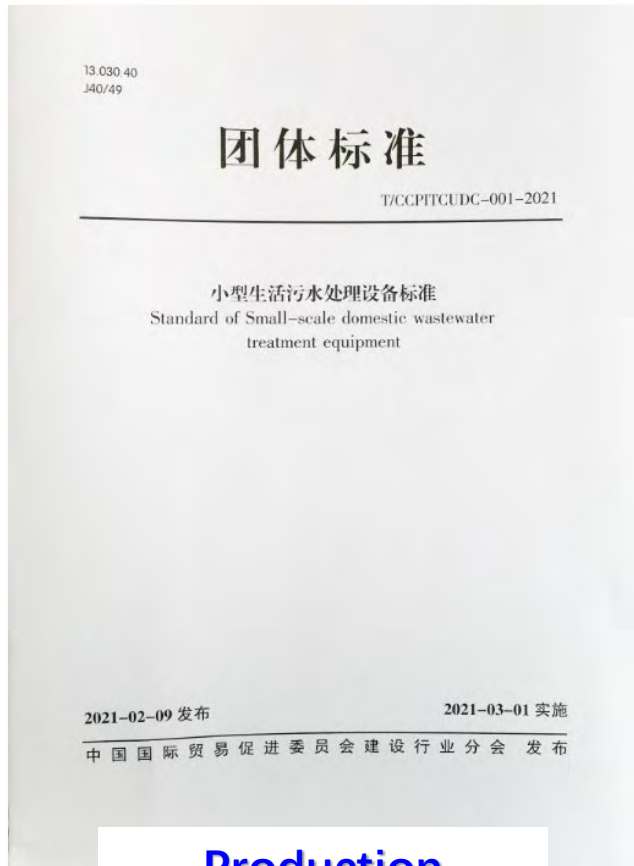 13.030.40
J40/49
团体标准
T/CCPITCUDC-001-2021
小型生活污水处理设备标准
Standard of Small-scale domestic wastewater
treatment equipment
2021-02-09 发布
2021-03-01 实施
中国国际贸易促进委员会建设行业分会 发布
Production